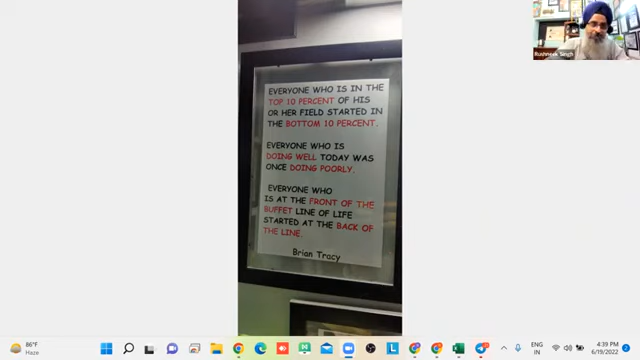 EVERYONE WHO IS IN THE
TOP 10 PERCENT OF HIS
OR HER FIELD STARTED IN
THE BOTTOM 10 PERCENT.
EVERYONE WHO IS
DOING WELL TODAY WAS
ONCE DOING POORLY.
EVERYONE WHO
IS AT THE FRONT OF THE
BUFFET LINE OF LIFE
STARTED AT THE BACK OF
THE LINE.
Brian Tracy
Rushneek Singh
86°F
Haze
ENG
IN
4:39 PM
6/19/2022